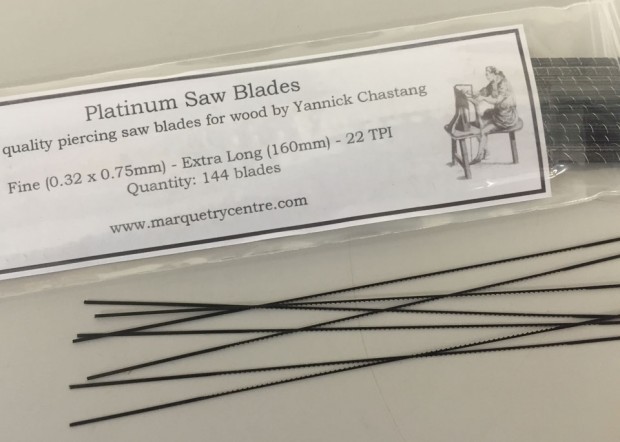 Platinum Saw Blades
quality piercing saw blades for wood by Yannick Chastang
Fine (0.32 x 0.75mm) - Extra Long (160mm) - 22 TPI
Quantity: 144 blades
www.marquetrycentre.com